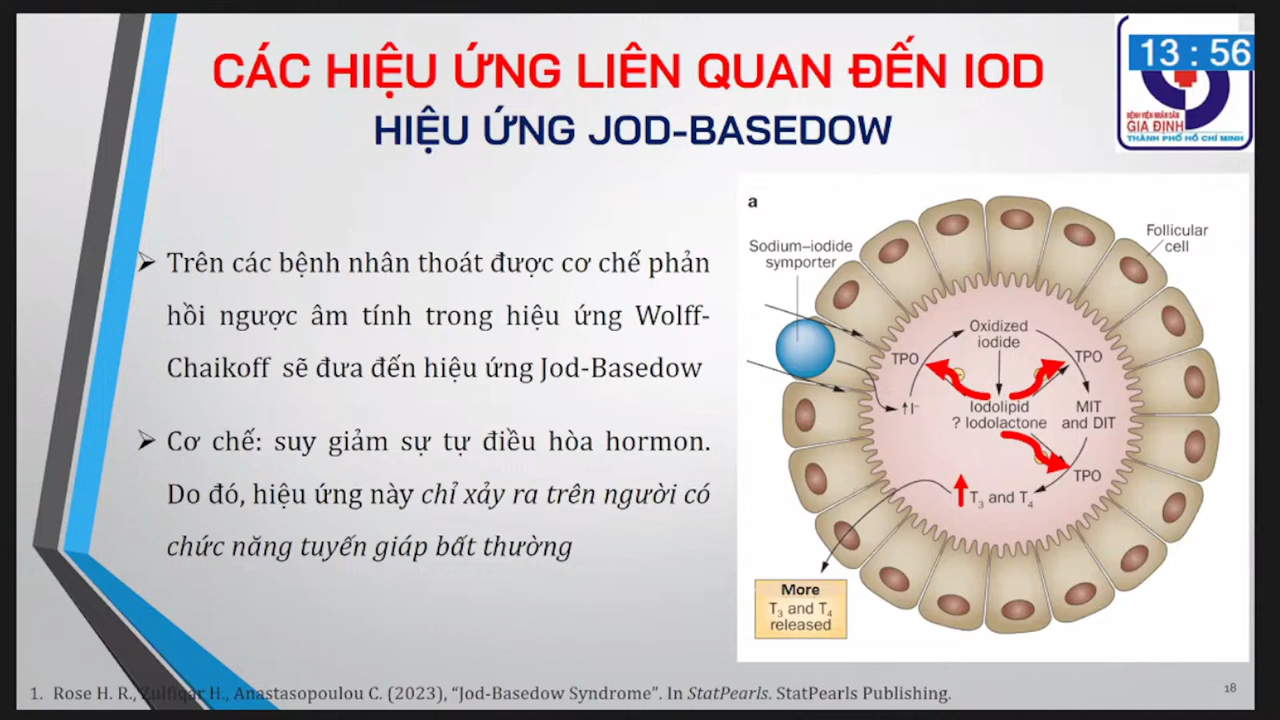 CÁC HIỆU ỨNG LIÊN QUAN ĐẾN IOD
HIỆU ỨNG JOD-BASEDOW
13 : 56
BỆNH VIỆN NHÂN DÂN
GIA ĐỊNH
THÀNH PHỐ HỒ CHÍ MINH
➢ Trên các bệnh nhân thoát được cơ chế phản
hồi ngược âm tính trong hiệu ứng Wolff-
Chaikoff sẽ đưa đến hiệu ứng Jod-Basedow
➢ Cơ chế: suy giảm sự tự điều hòa hormon.
Do đó, hiệu ứng này chỉ xảy ra trên người có
chức năng tuyến giáp bất thường
a
Sodium–iodide
symporter
Follicular
cell
Oxidized
iodide
TPO
TPO
↑I⁻
Iodolipid
? Iodolactone
MIT
and DIT
TPO
T₃ and T₄
More
T₃ and T₄
released
1. Rose H. R., Zulfiqar H., Anastasopoulou C. (2023), “Jod-Basedow Syndrome”. In StatPearls. StatPearls Publishing.
18